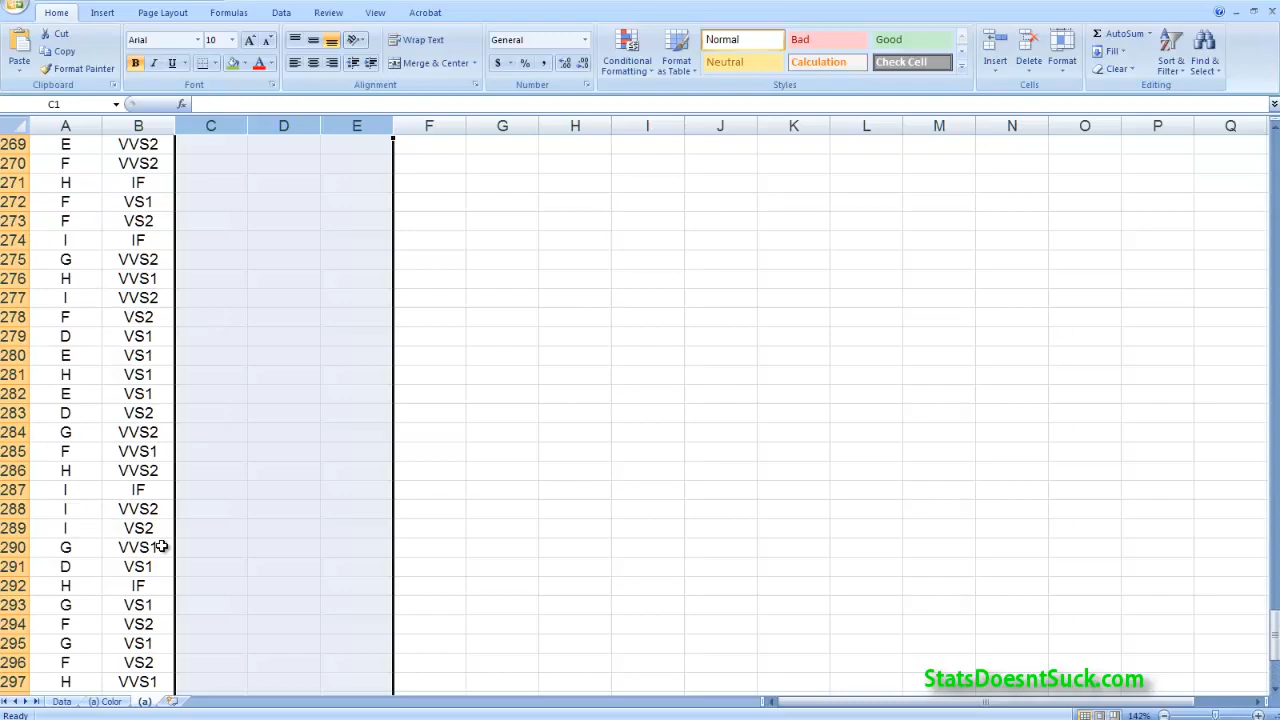 Home Insert Page Layout Formulas Data Review View Acrobat
Paste Cut Copy Format Painter
Arial 10 B I U
Wrap Text Merge & Center
General $ % ,
Conditional Formatting Format as Table
Normal Bad Good
Neutral Calculation Check Cell
Insert Delete Format
Σ AutoSum Fill Clear Sort & Filter Find & Select
Clipboard Font Alignment Number Styles Cells Editing
C1 fx
A B C D E F G H I J K L M N O P Q
269 E VVS2
270 F VVS2
271 H IF
272 F VS1
273 F VS2
274 I IF
275 G VVS2
276 H VVS1
277 I VVS2
278 F VS2
279 D VS1
280 E VS1
281 H VS1
282 E VS1
283 D VS2
284 G VVS2
285 F VVS1
286 H VVS2
287 I IF
288 I VVS2
289 I VS2
290 G VVS1
291 D VS1
292 H IF
293 G VS1
294 F VS2
295 G VS1
296 F VS2
297 H VVS1
StatsDoesntSuck.com
Data (a) Color (a)
Ready 142%